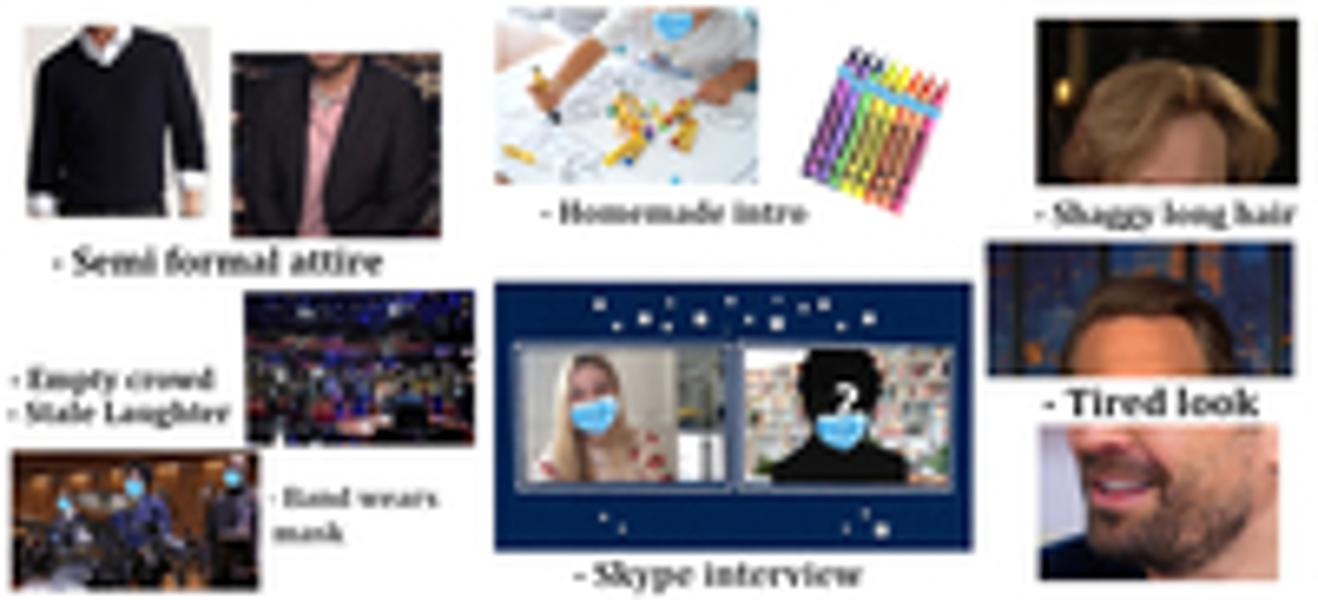 - Semi formal attire
- Homemade intro
- Shaggy long hair
- Empty crowd
- Stale Laughter
- Band wears
mask
?
- Skype interview
- Tired look